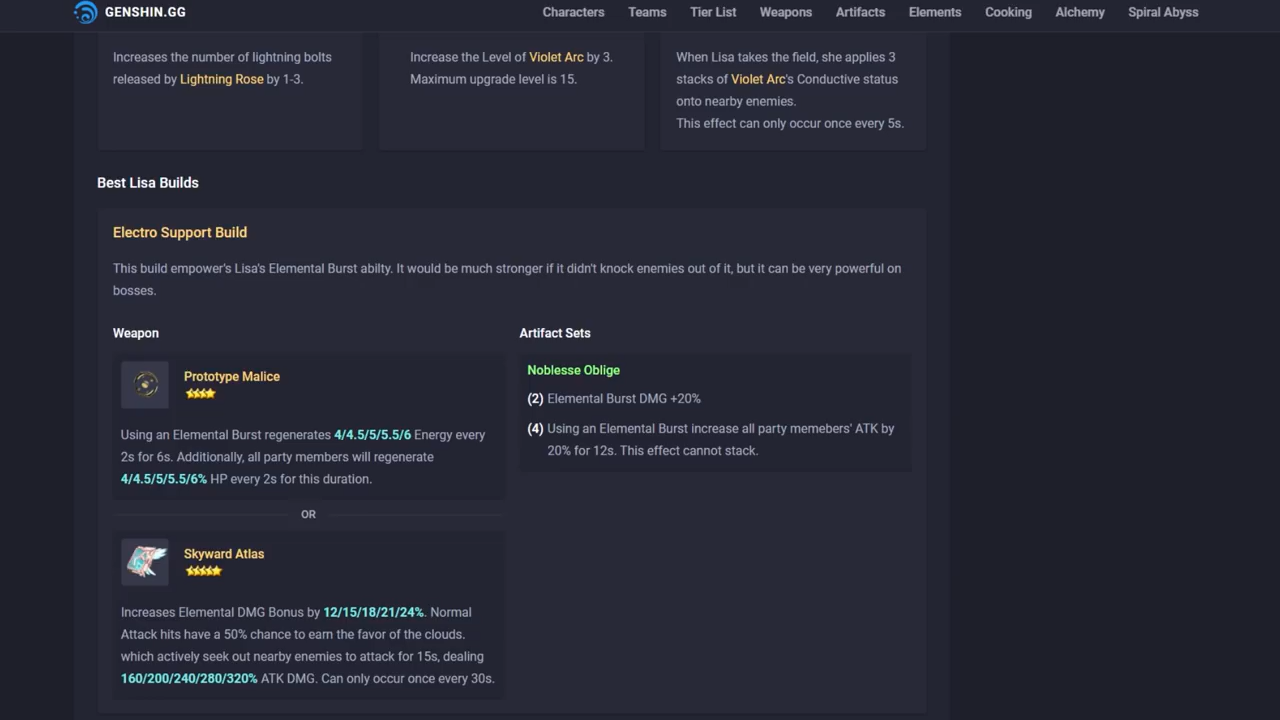 GENSHIN.GG
Characters
Teams
Tier List
Weapons
Artifacts
Elements
Cooking
Alchemy
Spiral Abyss
Increases the number of lightning bolts
released by Lightning Rose by 1-3.
Increase the Level of Violet Arc by 3.
Maximum upgrade level is 15.
When Lisa takes the field, she applies 3
stacks of Violet Arc's Conductive status
onto nearby enemies.
This effect can only occur once every 5s.
Best Lisa Builds
Electro Support Build
This build empower's Lisa's Elemental Burst abilty. It would be much stronger if it didn't knock enemies out of it, but it can be very powerful on
bosses.
Weapon
Prototype Malice
Using an Elemental Burst regenerates 4/4.5/5/5.5/6 Energy every
2s for 6s. Additionally, all party members will regenerate
4/4.5/5/5.5/6% HP every 2s for this duration.
OR
Skyward Atlas
Increases Elemental DMG Bonus by 12/15/18/21/24%. Normal
Attack hits have a 50% chance to earn the favor of the clouds.
which actively seek out nearby enemies to attack for 15s, dealing
160/200/240/280/320% ATK DMG. Can only occur once every 30s.
Artifact Sets
Noblesse Oblige
(2) Elemental Burst DMG +20%
(4) Using an Elemental Burst increase all party memebers' ATK by
20% for 12s. This effect cannot stack.